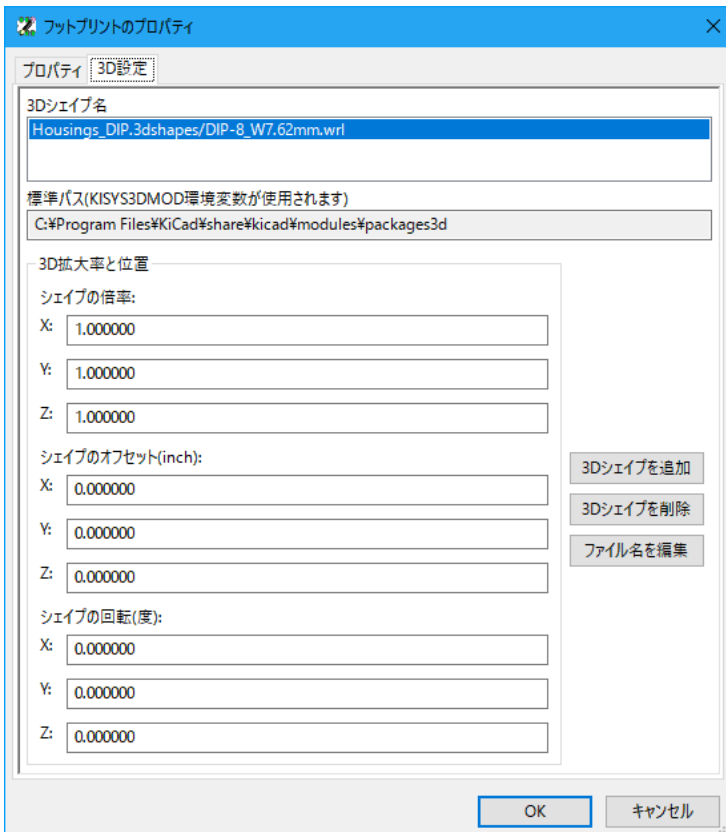 フットプリントのプロパティ
プロパティ 3D設定
3Dシェイプ名
Housings_DIP.3dshapes/DIP-8_W7.62mm.wrl
標準パス(KISYS3DMOD環境変数が使用されます)
C:¥Program Files¥KiCad¥share¥kicad¥modules¥packages3d
3D拡大率と位置
シェイプの倍率:
X: 1.000000
Y: 1.000000
Z: 1.000000
シェイプのオフセット(inch):
X: 0.000000
Y: 0.000000
Z: 0.000000
シェイプの回転(度):
X: 0.000000
Y: 0.000000
Z: 0.000000
3Dシェイプを追加
3Dシェイプを削除
ファイル名を編集
OK キャンセル